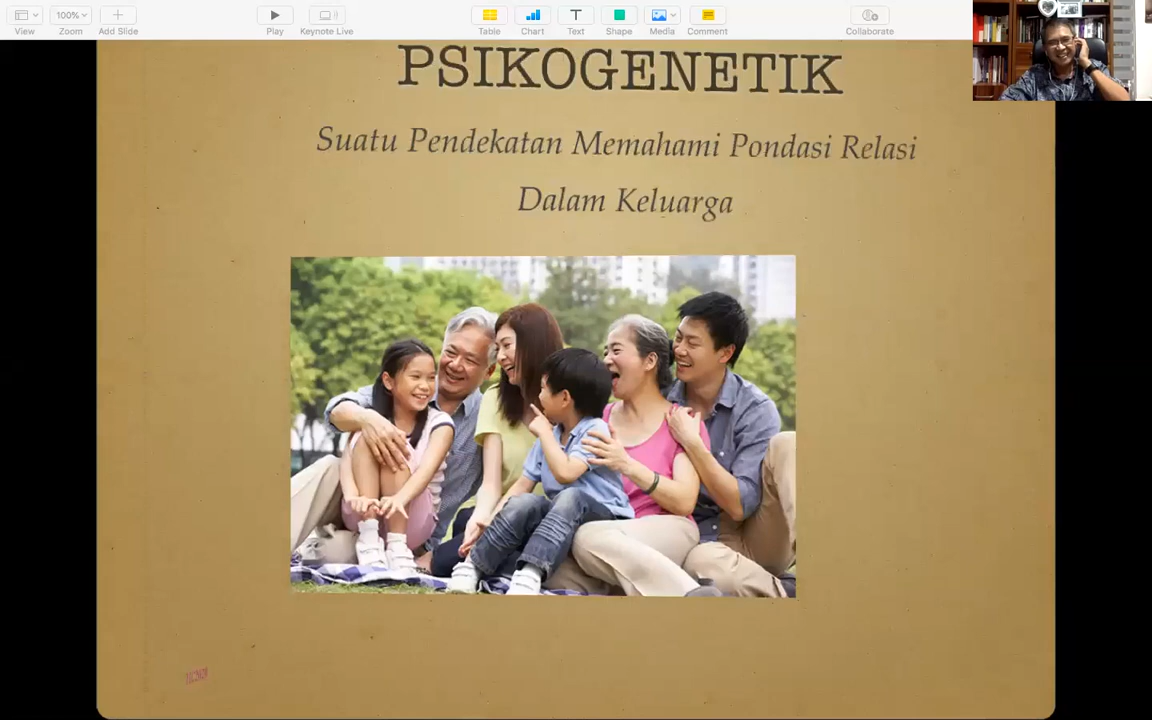 100%
View
Zoom
Add Slide
Play
Keynote Live
Table
Chart
Text
Shape
Media
Comment
Collaborate
PSIKOGENETIK
Suatu Pendekatan Memahami Pondasi Relasi
Dalam Keluarga